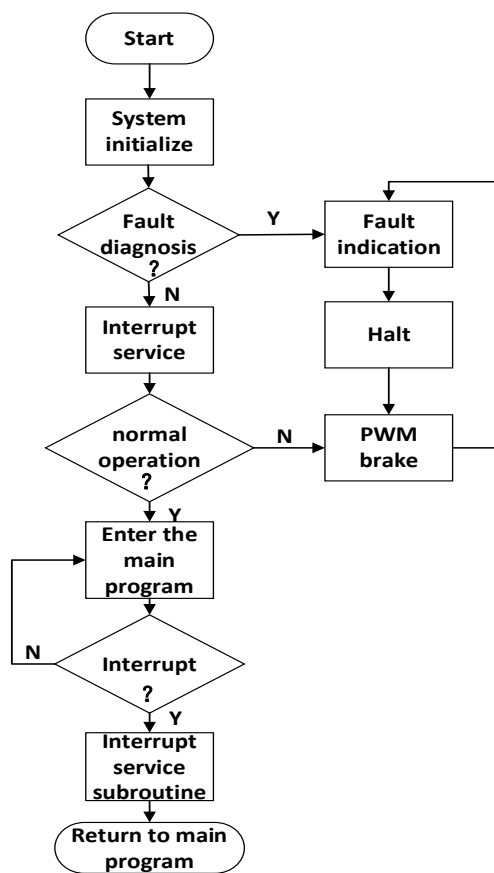 Start
System
initialize
Fault
diagnosis
?
Y
Fault
indication
N
Interrupt
service
Halt
normal
operation
?
N
PWM
brake
Y
Enter the
main
program
N
Interrupt
?
Y
Interrupt
service
subroutine
Return to main
program